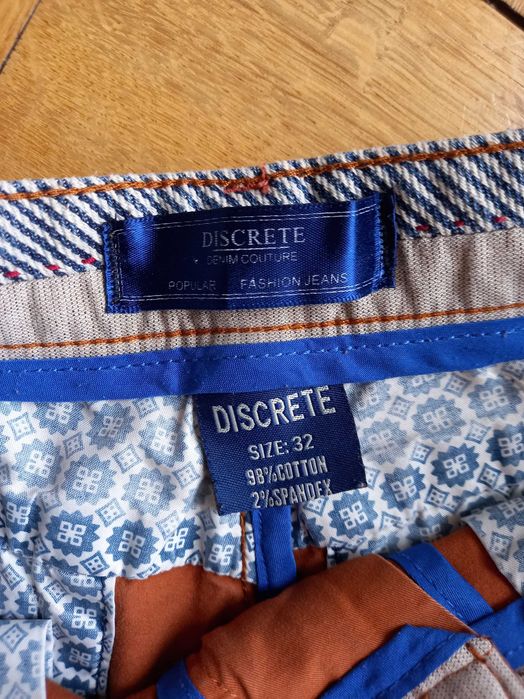 DISCRETE
DENIM COUTURE
POPULAR FASHION JEANS
DISCRETE
SIZE: 32
98%COTTON
2%SPANDEX